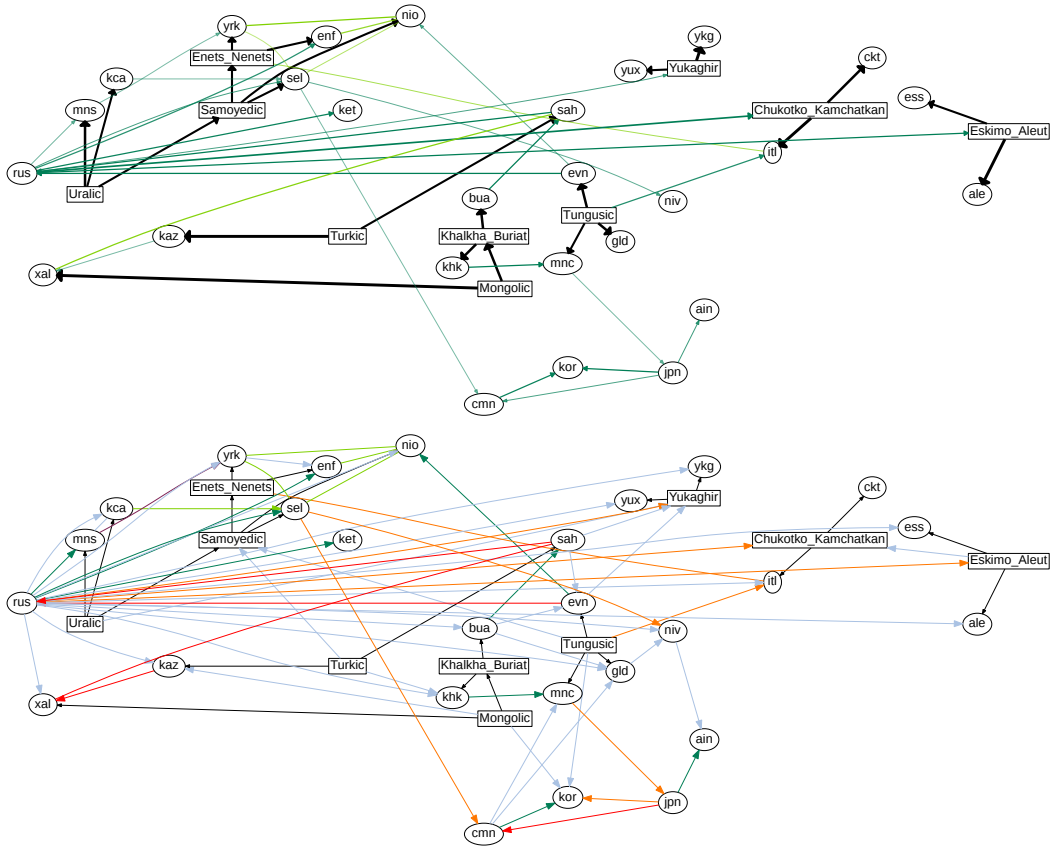 nio
yrk
enf
ykg
Enets_Nenets
ckt
Yukaghir
yux
kca
sel
ess
mns
Samoyedic
ket
sah
Chukotko_Kamchatkan
Eskimo_Aleut
itl
rus
evn
Uralic
bua
niv
ale
Tungusic
kaz
Turkic
Khalkha_Buriat
gld
xal
khk
mnc
Mongolic
ain
kor
jpn
cmn
nio
yrk
enf
ykg
Enets_Nenets
ckt
Yukaghir
yux
kca
sel
ess
mns
Samoyedic
ket
sah
Chukotko_Kamchatkan
Eskimo_Aleut
itl
rus
evn
Uralic
bua
niv
ale
Tungusic
kaz
Turkic
Khalkha_Buriat
gld
xal
khk
mnc
Mongolic
ain
kor
jpn
cmn